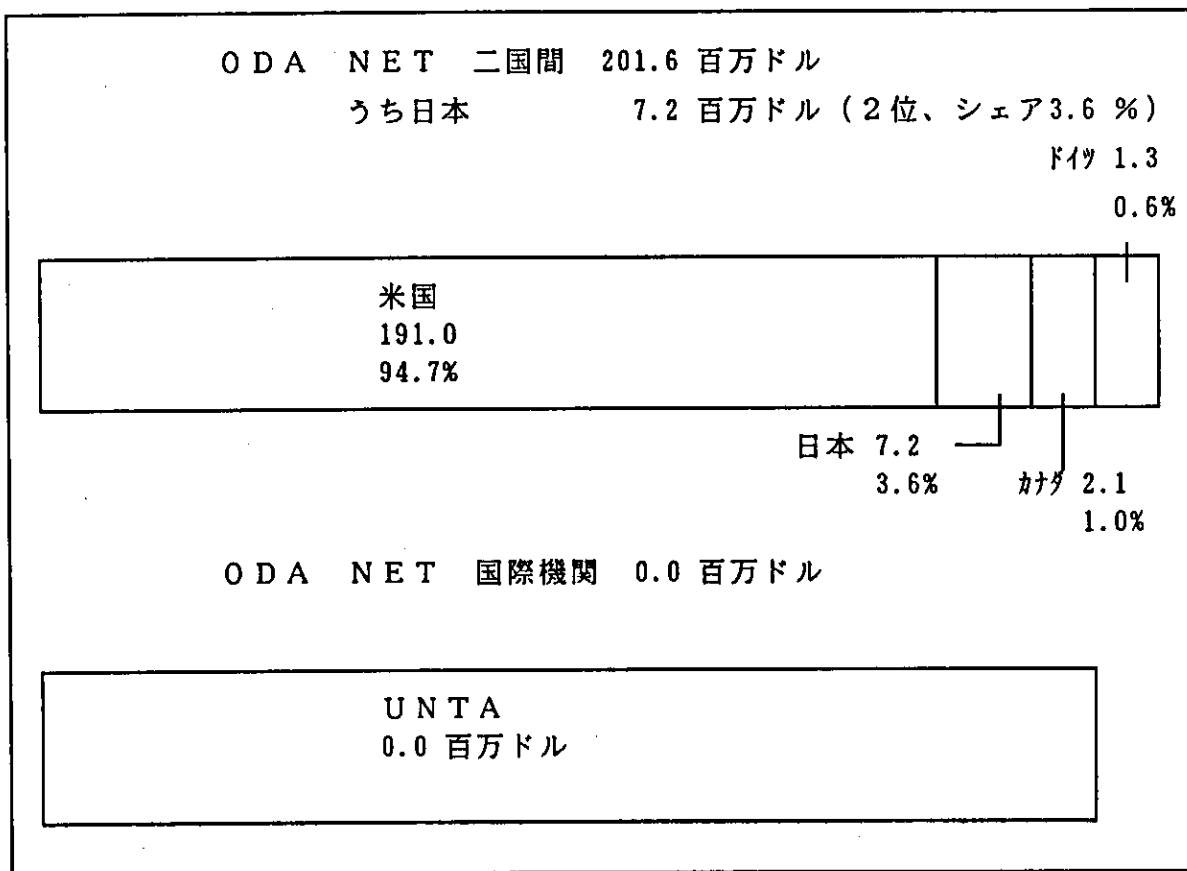 ＯＤＡ　ＮＥＴ　二国間　201.6 百万ドル
うち日本　7.2 百万ドル（２位、シェア3.6 %）
ﾄﾞｲﾂ 1.3
0.6%
米国
191.0
94.7%
日本 7.2
3.6%
ｶﾅﾀﾞ 2.1
1.0%
ＯＤＡ　ＮＥＴ　国際機関　0.0 百万ドル
ＵＮＴＡ
0.0 百万ドル